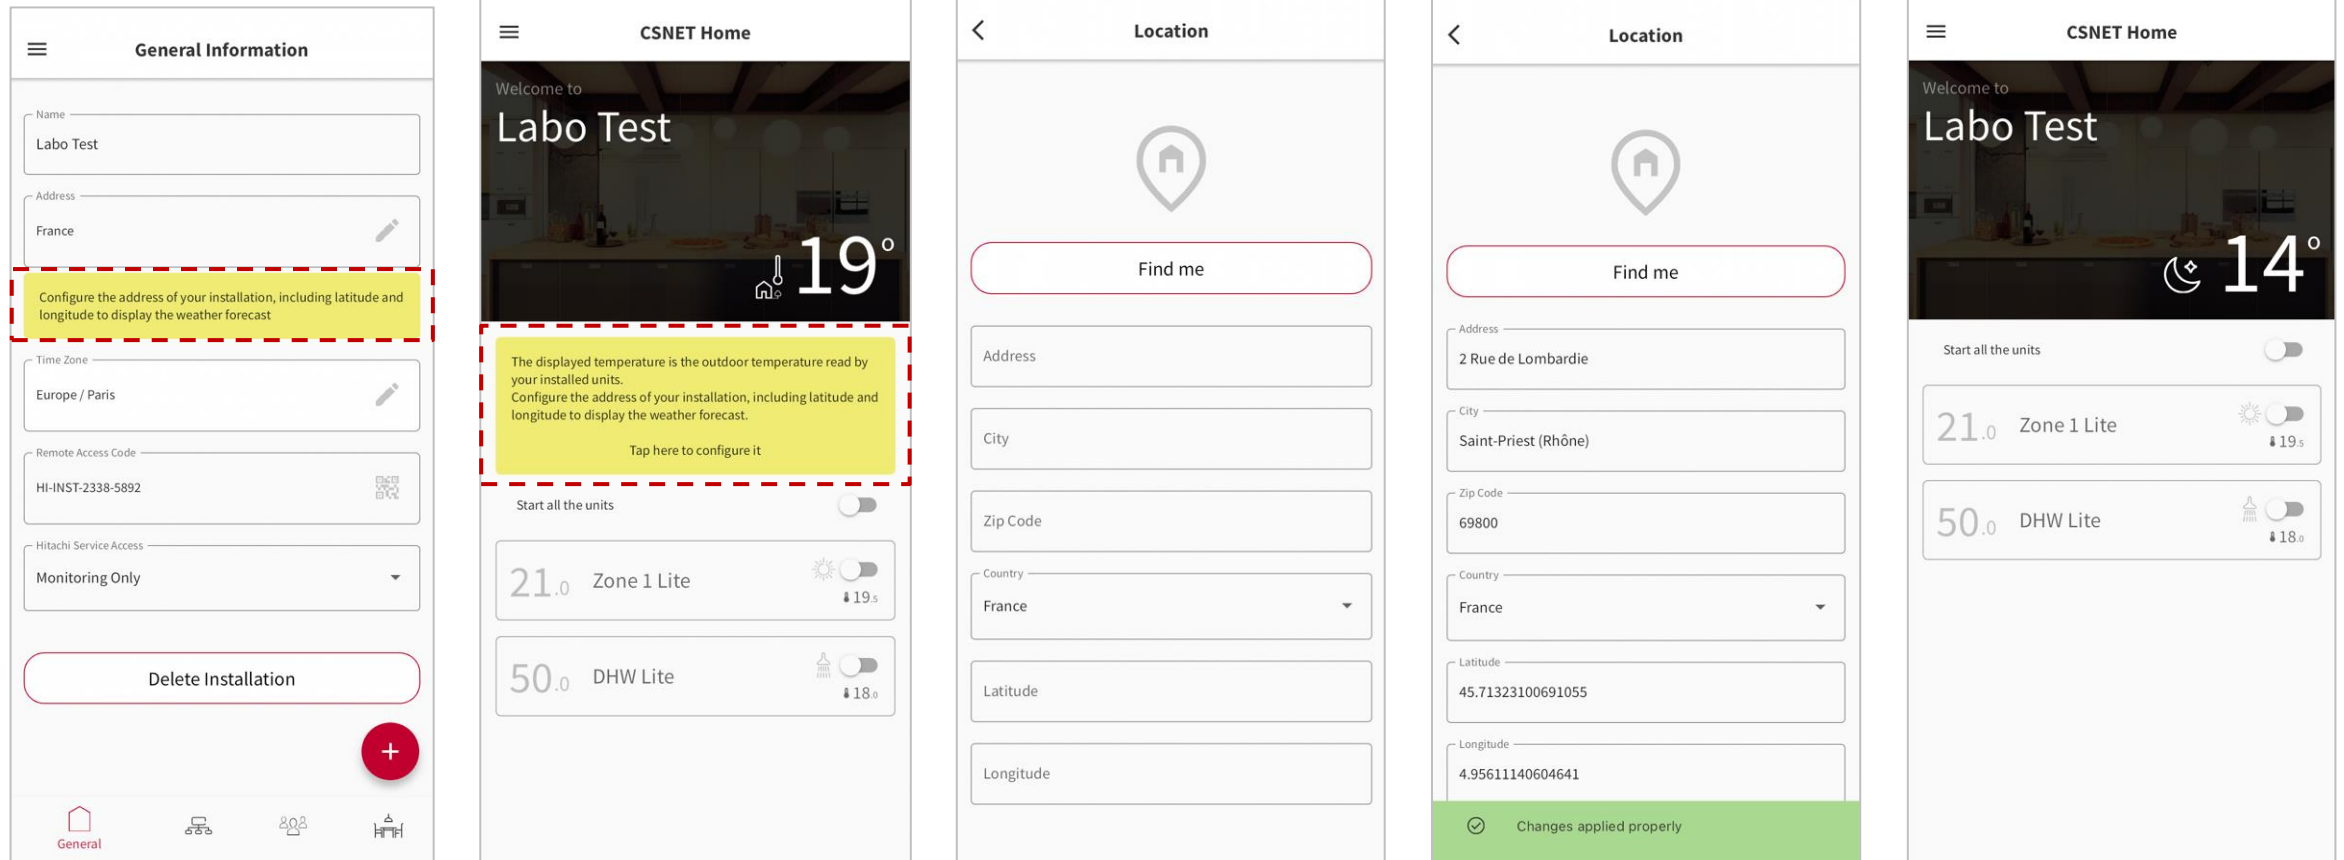 General Information
Name
Labo Test
Address
France
Configure the address of your installation, including latitude and
longitude to display the weather forecast
Time Zone
Europe / Paris
Remote Access Code
HI-INST-2338-5892
Hitachi Service Access
Monitoring Only
Delete Installation
+
General
CSNET Home
Welcome to
Labo Test
19°
The displayed temperature is the outdoor temperature read by
your installed units.
Configure the address of your installation, including latitude and
longitude to display the weather forecast.
Tap here to configure it
Start all the units
21.0 Zone 1 Lite
19.5
50.0 DHW Lite
18.0
Location
Find me
Address
City
Zip Code
Country
France
Latitude
Longitude
Location
Find me
Address
2 Rue de Lombardie
City
Saint-Priest (Rhône)
Zip Code
69800
Country
France
Latitude
45.71323100691055
Longitude
4.95611140604641
Changes applied properly
CSNET Home
Welcome to
Labo Test
14°
Start all the units
21.0 Zone 1 Lite
19.5
50.0 DHW Lite
18.0